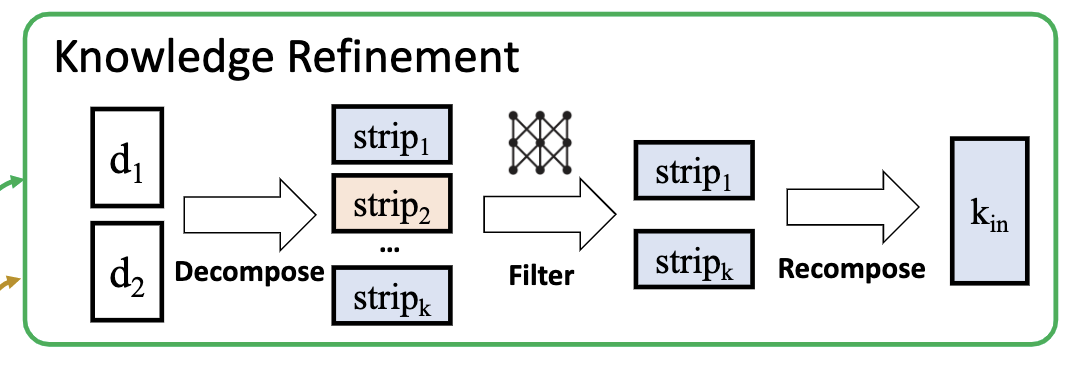 Knowledge Refinement
d1
d2
Decompose
strip1
strip2
...
stripk
Filter
strip1
stripk
Recompose
kin